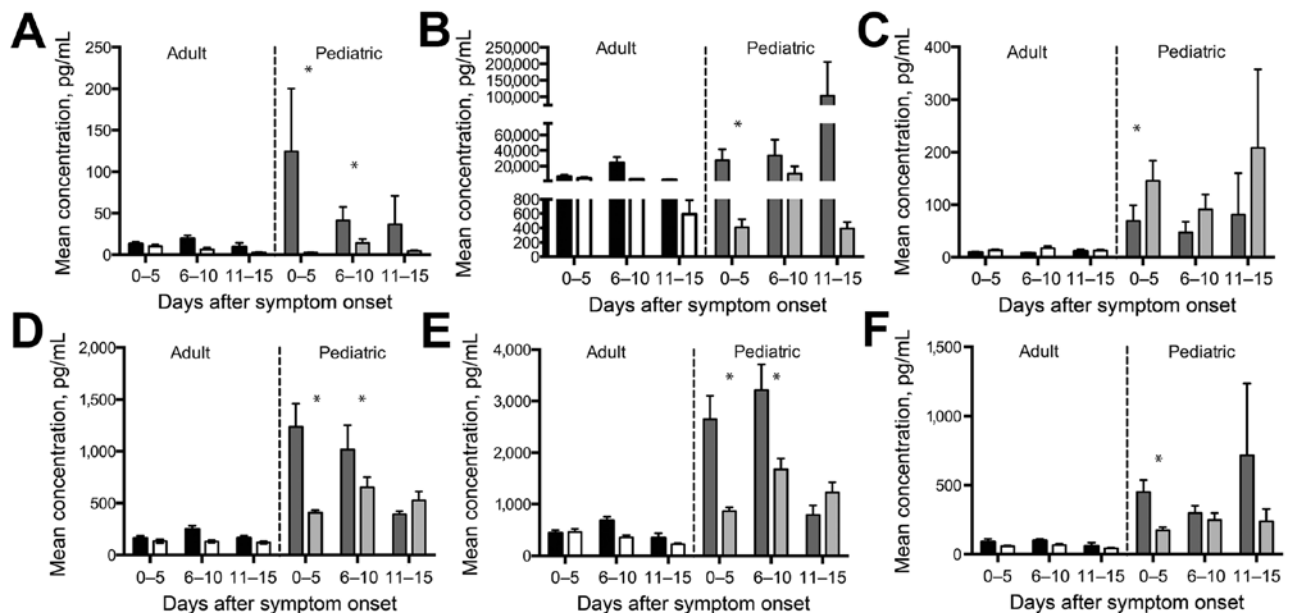 A
Adult
Pediatric
Mean concentration, pg/mL
250
200
150
100
50
0
*
*
0–5 6–10 11–15 0–5 6–10 11–15
Days after symptom onset
B
Adult
Pediatric
Mean concentration, pg/mL
250,000
200,000
150,000
100,000
60,000
40,000
20,000
800
600
400
200
0
*
0–5 6–10 11–15 0–5 6–10 11–15
Days after symptom onset
C
Adult
Pediatric
Mean concentration, pg/mL
400
300
200
100
0
*
0–5 6–10 11–15 0–5 6–10 11–15
Days after symptom onset
D
Adult
Pediatric
Mean concentration, pg/mL
2,000
1,500
1,000
500
0
*
*
0–5 6–10 11–15 0–5 6–10 11–15
Days after symptom onset
E
Adult
Pediatric
Mean concentration, pg/mL
4,000
3,000
2,000
1,000
0
*
*
0–5 6–10 11–15 0–5 6–10 11–15
Days after symptom onset
F
Adult
Pediatric
Mean concentration, pg/mL
1,500
1,000
500
0
*
0–5 6–10 11–15 0–5 6–10 11–15
Days after symptom onset